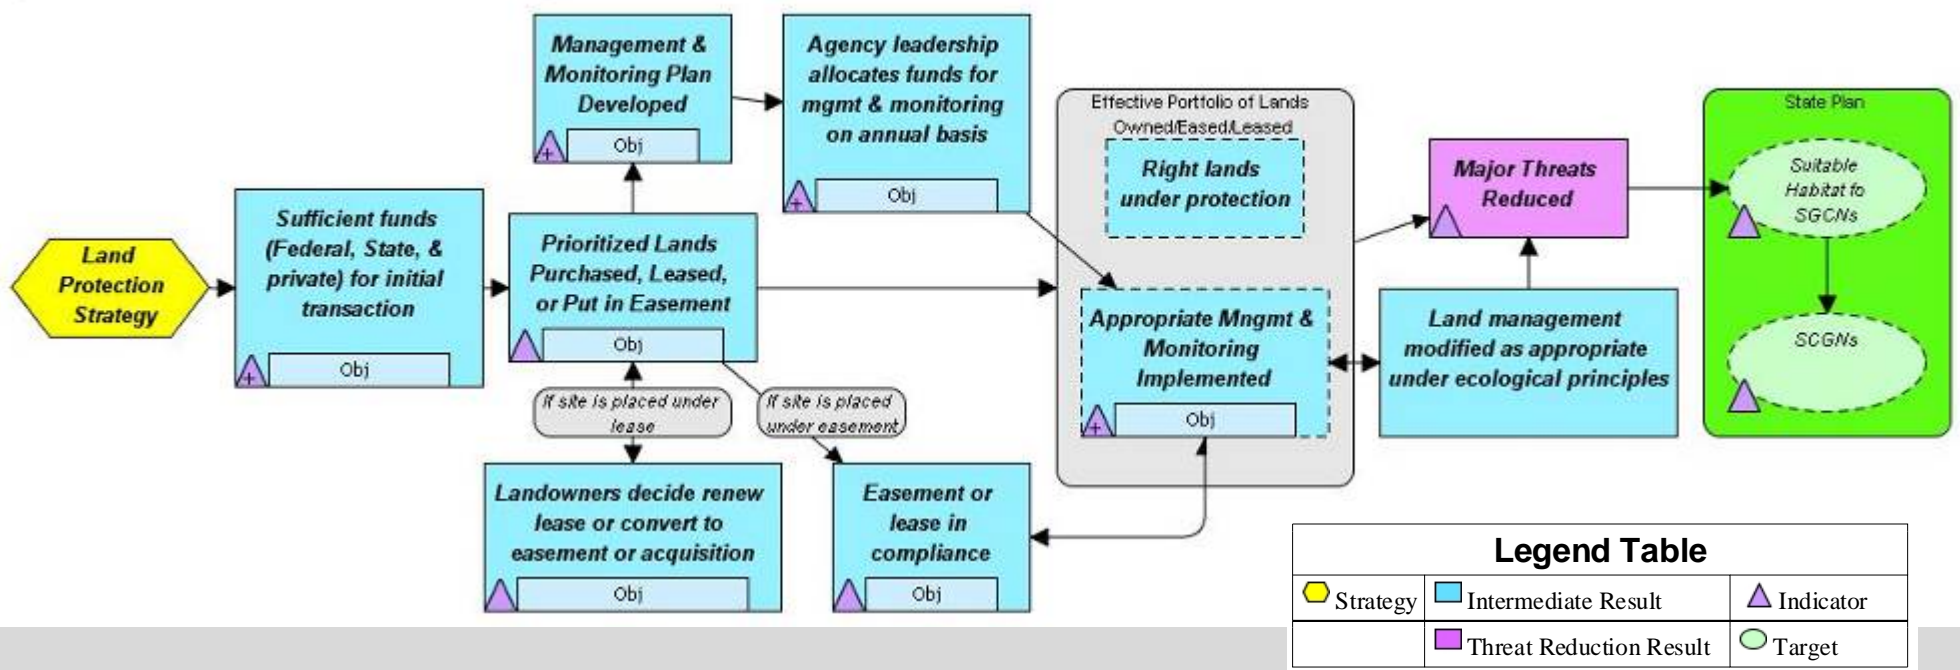 Land
Protection
Strategy
Sufficient funds
(Federal, State, &
private) for initial
transaction
Obj
Management &
Monitoring Plan
Developed
Obj
Prioritized Lands
Purchased, Leased,
or Put in Easement
Obj
If site is placed under
lease
If site is placed
under easement
Landowners decide renew
lease or convert to
easement or acquisition
Obj
Agency leadership
allocates funds for
mgmt & monitoring
on annual basis
Obj
Easement or
lease in
compliance
Obj
Effective Portfolio of Lands
Owned/Eased/Leased
Right lands
under protection
Appropriate Mngmt &
Monitoring
Implemented
Obj
Major Threats
Reduced
Land management
modified as appropriate
under ecological principles
State Plan
Suitable
Habitat fo
SGCNs
SCGNs
Legend Table
Strategy
Intermediate Result
Indicator
Threat Reduction Result
Target